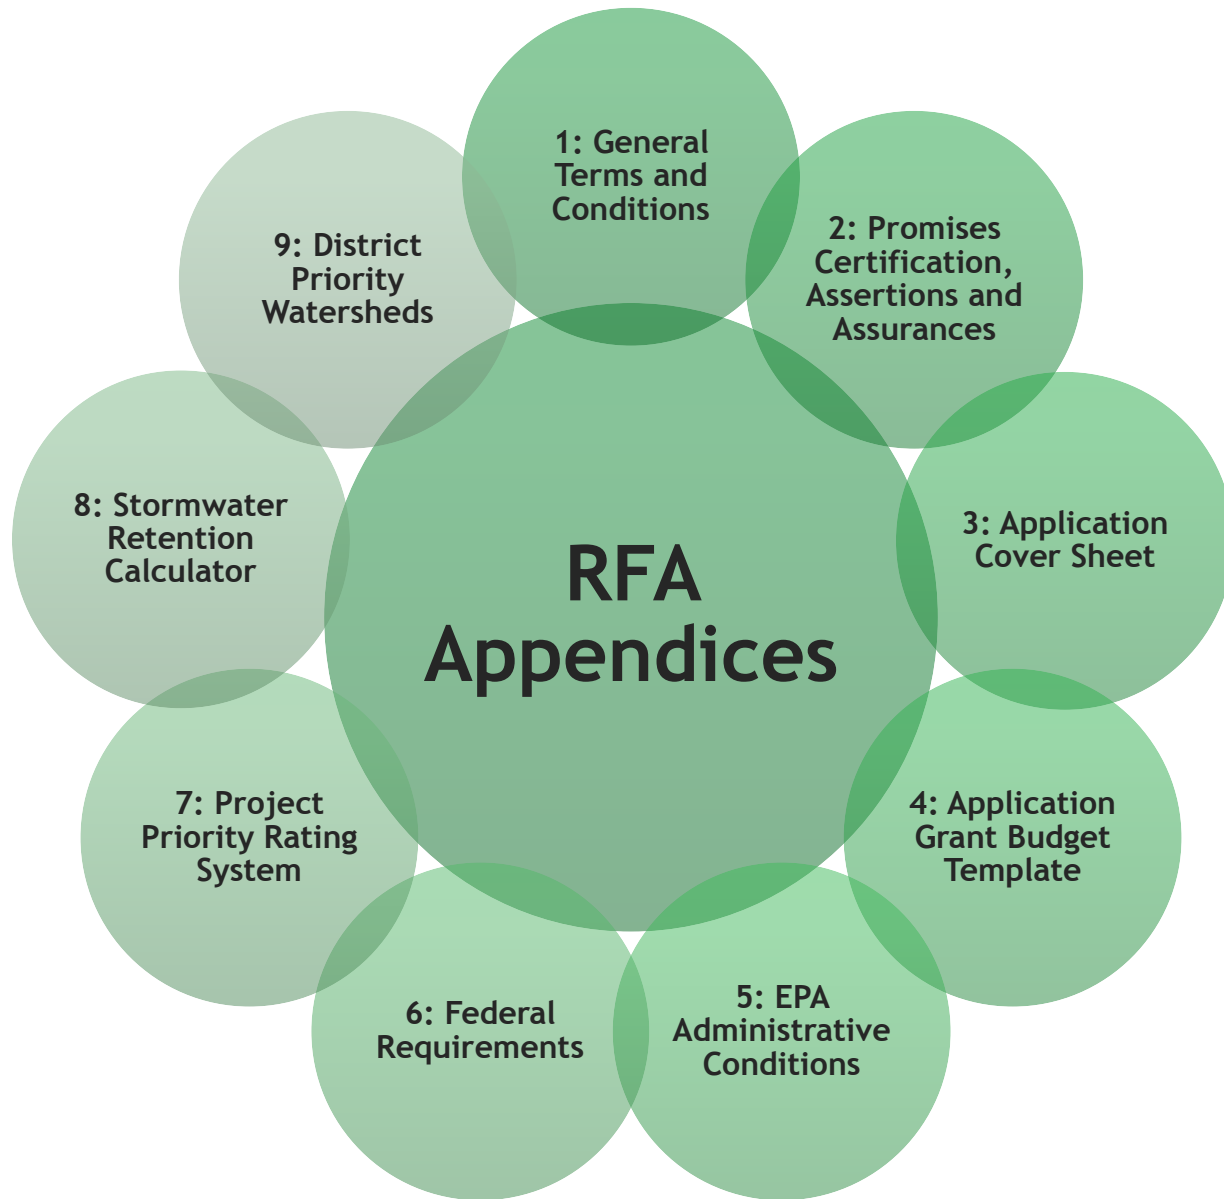 RFA
Appendices
1: General
Terms and
Conditions
2: Promises
Certification,
Assertions and
Assurances
3: Application
Cover Sheet
4: Application
Grant Budget
Template
5: EPA
Administrative
Conditions
6: Federal
Requirements
7: Project
Priority Rating
System
8: Stormwater
Retention
Calculator
9: District
Priority
Watersheds